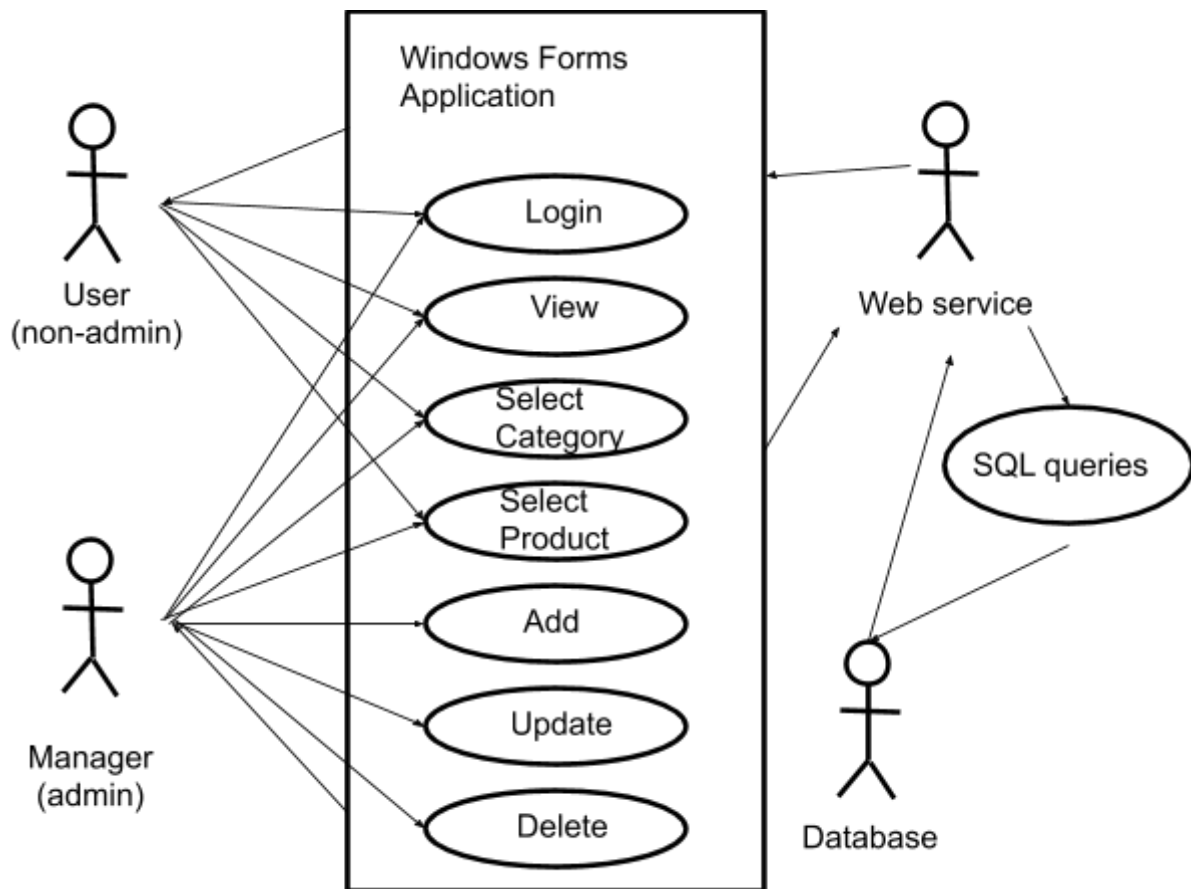 Windows Forms
Application
User
(non-admin)
Login
View
Select
Category
Select
Product
Add
Update
Delete
Manager
(admin)
Web service
SQL queries
Database